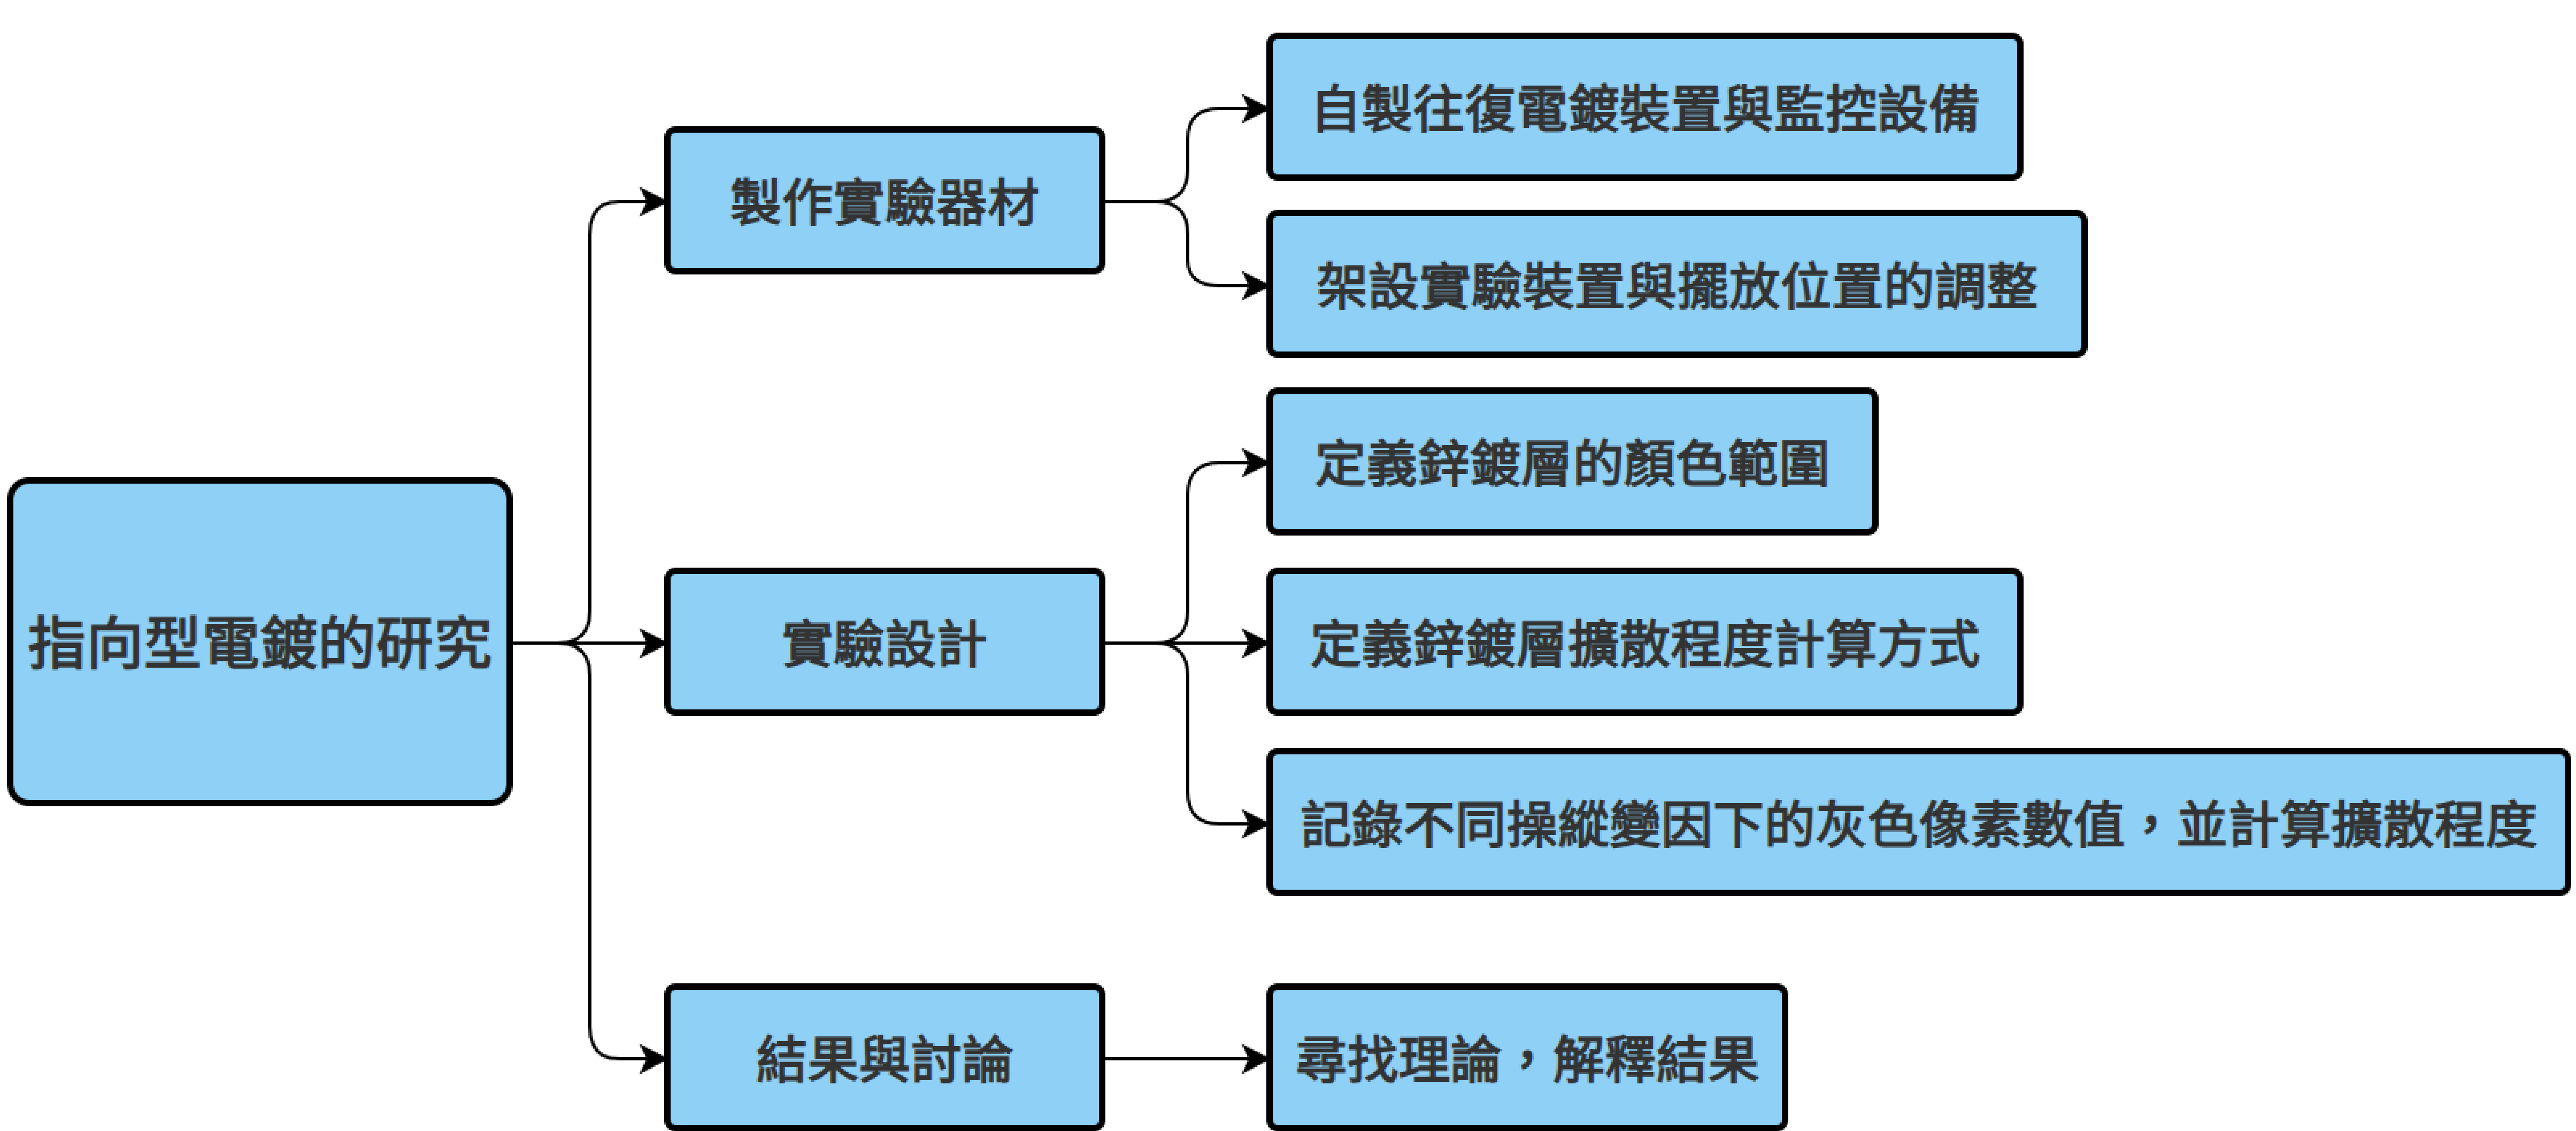 指向型電鍍的研究
製作實驗器材
自製往復電鍍裝置與監控設備
架設實驗裝置與擺放位置的調整
實驗設計
定義鋅鍍層的顏色範圍
定義鋅鍍層擴散程度計算方式
記錄不同操縱變因下的灰色像素數值，並計算擴散程度
結果與討論
尋找理論，解釋結果